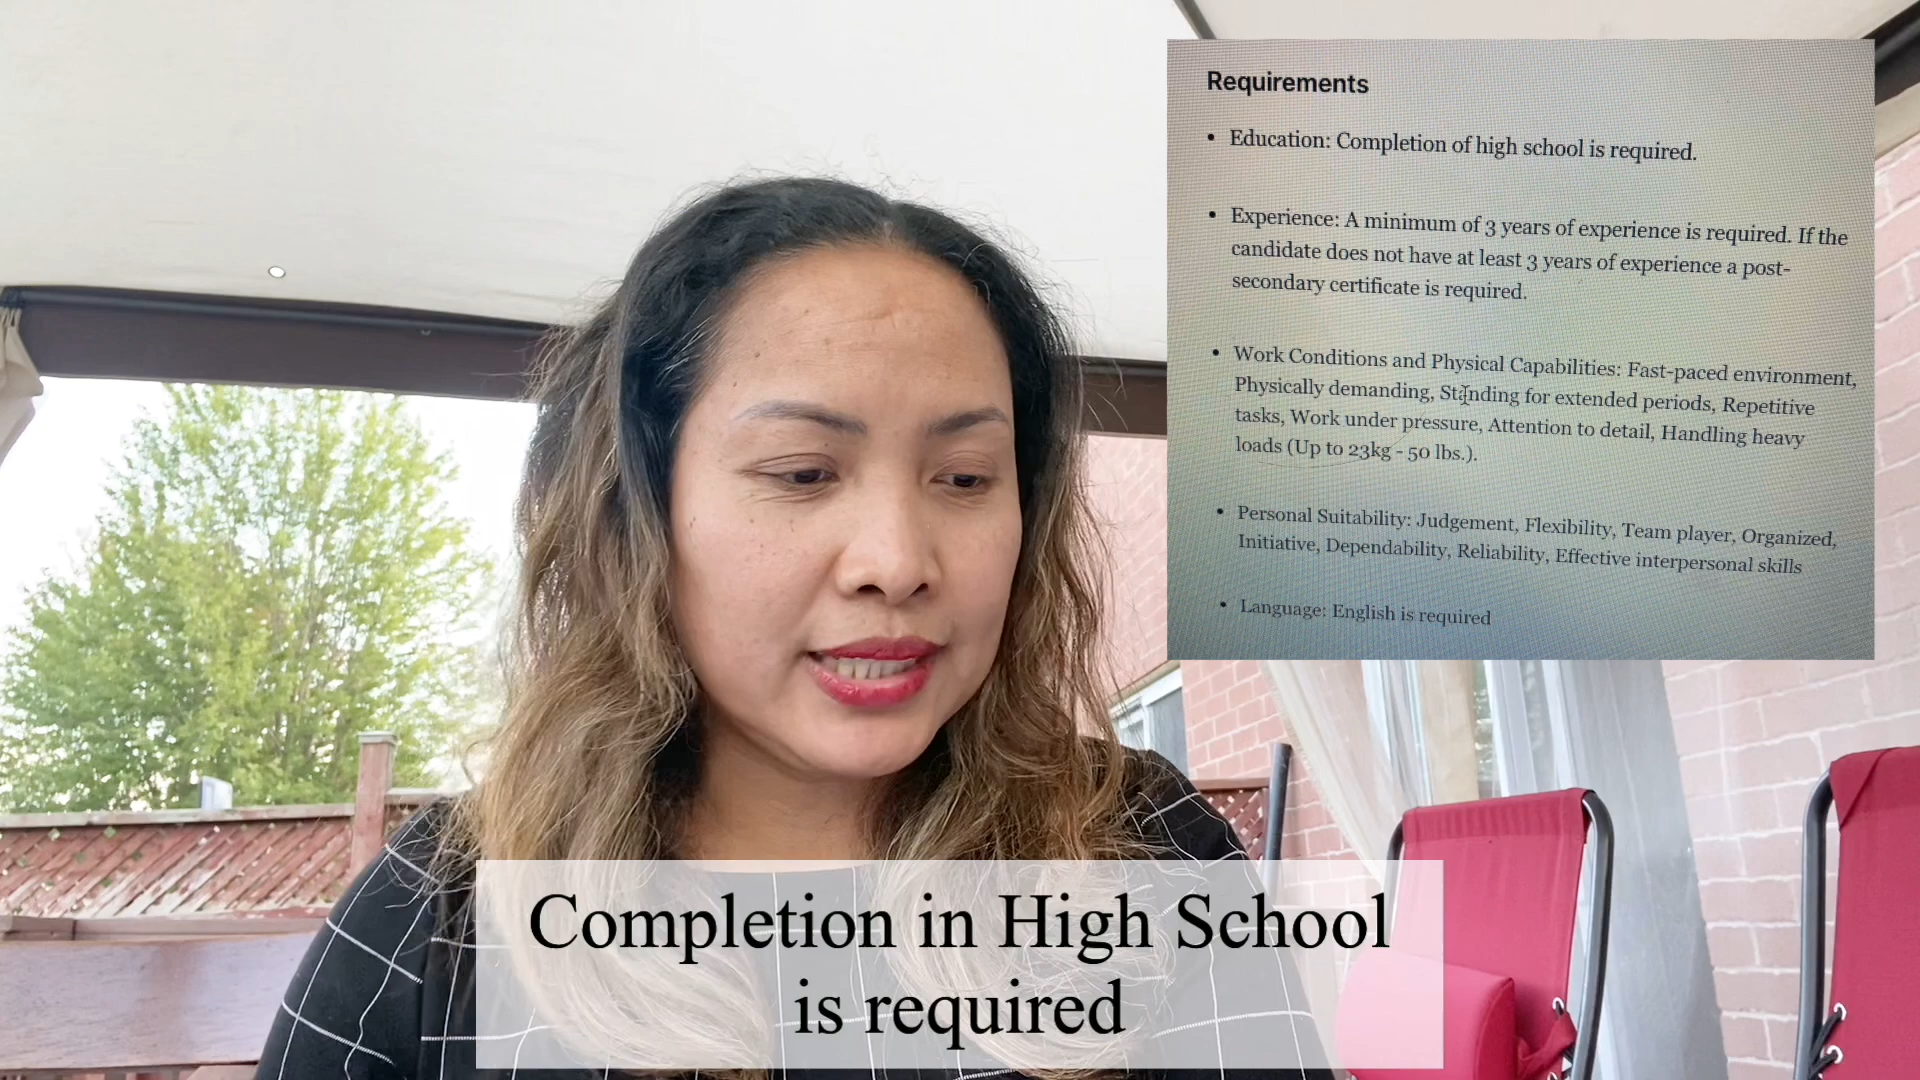 Requirements
• Education: Completion of high school is required.
• Experience: A minimum of 3 years of experience is required. If the
candidate does not have at least 3 years of experience a post-
secondary certificate is required.
• Work Conditions and Physical Capabilities: Fast-paced environment,
Physically demanding, Standing for extended periods, Repetitive
tasks, Work under pressure, Attention to detail, Handling heavy
loads (Up to 23kg - 50 lbs.).
• Personal Suitability: Judgement, Flexibility, Team player, Organized,
Initiative, Dependability, Reliability, Effective interpersonal skills
• Language: English is required
Completion in High School
is required